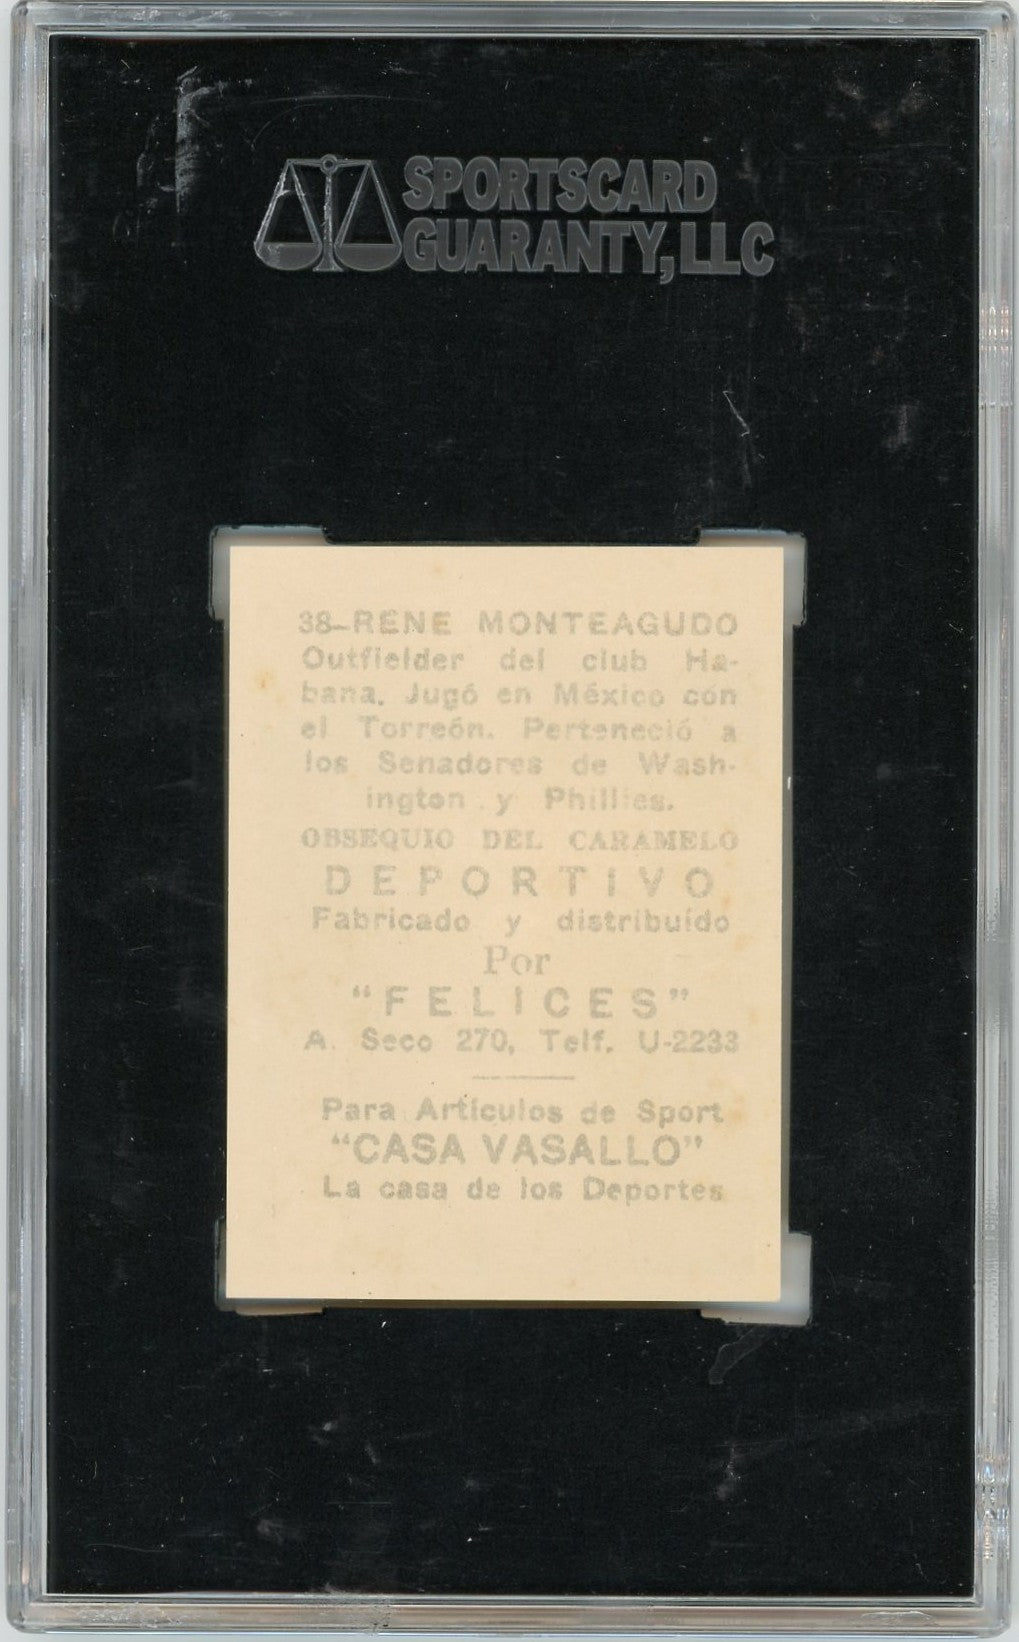 SPORTSCARD
GUARANTY, LLC
38-RENE MONTEAGUDO
Outfielder del club Ha-
bana. Jugó en México con
el Torreón. Perteneció a
los Senadores de Wash-
ington y Phillies.
OBSEQUIO DEL CARAMELO
DEPORTIVO
Fabricado y distribuído
Por
"FELICES"
A. Seco 270, Telf. U-2233
Para Artículos de Sport
"CASA VASALLO"
La casa de los Deportes